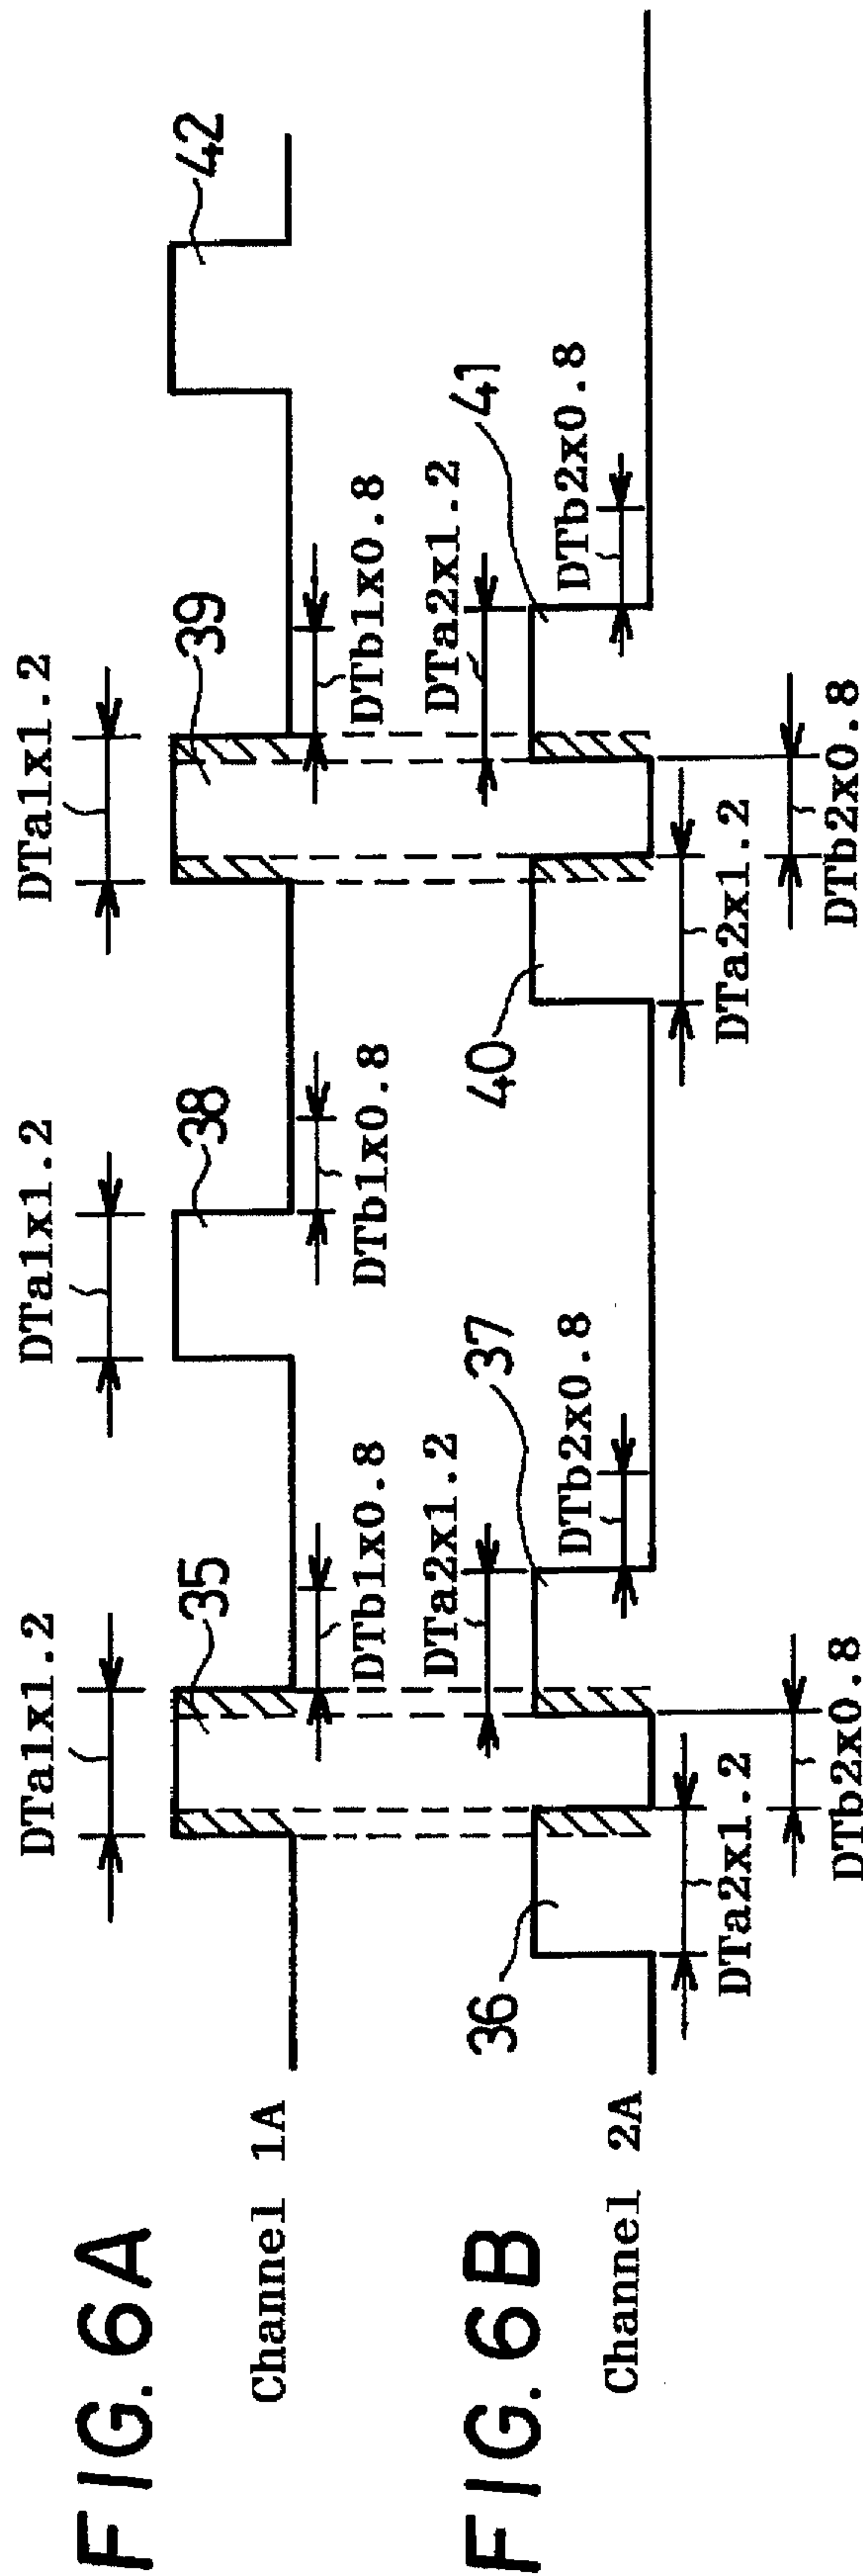 FIG. 6A
Channel 1A
DTa1x1.2
35
DTb1x0.8
DTa1x1.2
38
DTb1x0.8
DTa1x1.2
39
DTb1x0.8
42
FIG. 6B
Channel 2A
36
DTa2x1.2
DTb2x0.8
DTa2x1.2
37
DTb2x0.8
40
DTa2x1.2
DTb2x0.8
DTa2x1.2
41
DTb2x0.8